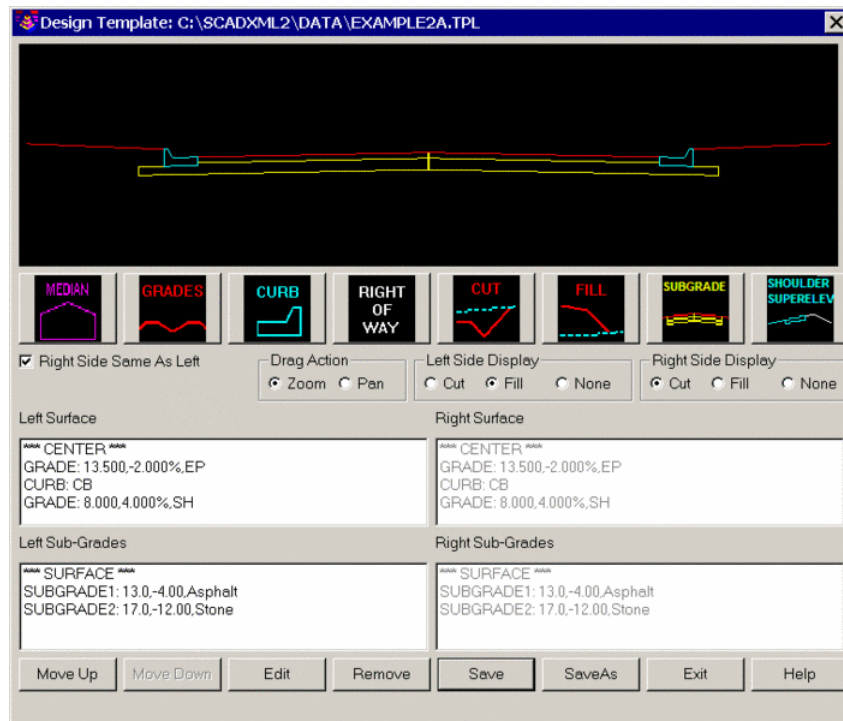 Design Template: C:\SCADXML2\DATA\EXAMPLE2A.TPL
MEDIAN
GRADES
CURB
RIGHT
OF
WAY
CUT
FILL
SUBGRADE
SHOULDER
SUPERELEV
Right Side Same As Left
Drag Action
Zoom Pan
Left Side Display
Cut Fill None
Right Side Display
Cut Fill None
Left Surface
*** CENTER ***
GRADE: 13.500,-2.000%,EP
CURB: CB
GRADE: 8.000,4.000%,SH
Right Surface
*** CENTER ***
GRADE: 13.500,-2.000%,EP
CURB: CB
GRADE: 8.000,4.000%,SH
Left Sub-Grades
*** SURFACE ***
SUBGRADE1: 13.0,-4.00,Asphalt
SUBGRADE2: 17.0,-12.00,Stone
Right Sub-Grades
*** SURFACE ***
SUBGRADE1: 13.0,-4.00,Asphalt
SUBGRADE2: 17.0,-12.00,Stone
Move Up Move Down Edit Remove Save SaveAs Exit Help